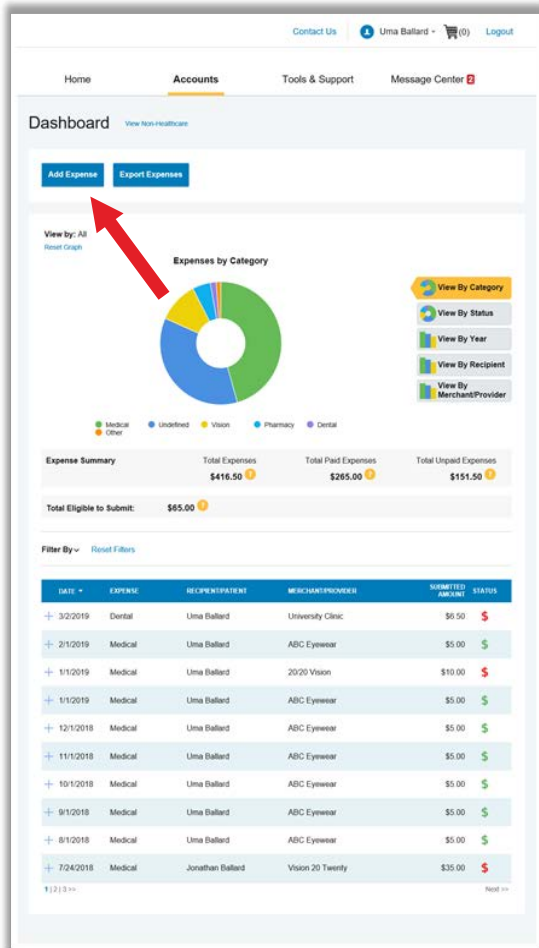 Contact Us Uma Ballard (0) Logout
Home Accounts Tools & Support Message Center 2
Dashboard View Non-Healthcare
Add Expense Export Expenses
View by: All
Reset Graph
Expenses by Category
View By Category
View By Status
View By Year
View By Recipient
View By
Merchant/Provider
Medical Undefined Vision Pharmacy Dental
Other
Expense Summary Total Expenses Total Paid Expenses Total Unpaid Expenses
$416.50 ? $265.00 ? $151.50 ?
Total Eligible to Submit: $65.00 ?
Filter By Reset Filters
DATE EXPENSE RECIPIENT/PATIENT MERCHANT/PROVIDER SUBMITTED AMOUNT STATUS
+ 3/2/2019 Dental Uma Ballard University Clinic $6.50 $
+ 2/1/2019 Medical Uma Ballard ABC Eyewear $5.00 $
+ 1/1/2019 Medical Uma Ballard 20/20 Vision $10.00 $
+ 1/1/2019 Medical Uma Ballard ABC Eyewear $5.00 $
+ 12/1/2018 Medical Uma Ballard ABC Eyewear $5.00 $
+ 11/1/2018 Medical Uma Ballard ABC Eyewear $5.00 $
+ 10/1/2018 Medical Uma Ballard ABC Eyewear $5.00 $
+ 9/1/2018 Medical Uma Ballard ABC Eyewear $5.00 $
+ 8/1/2018 Medical Uma Ballard ABC Eyewear $5.00 $
+ 7/24/2018 Medical Jonathan Ballard Vision 20 Twenty $35.00 $
1 | 2 | 3 >> Next >>